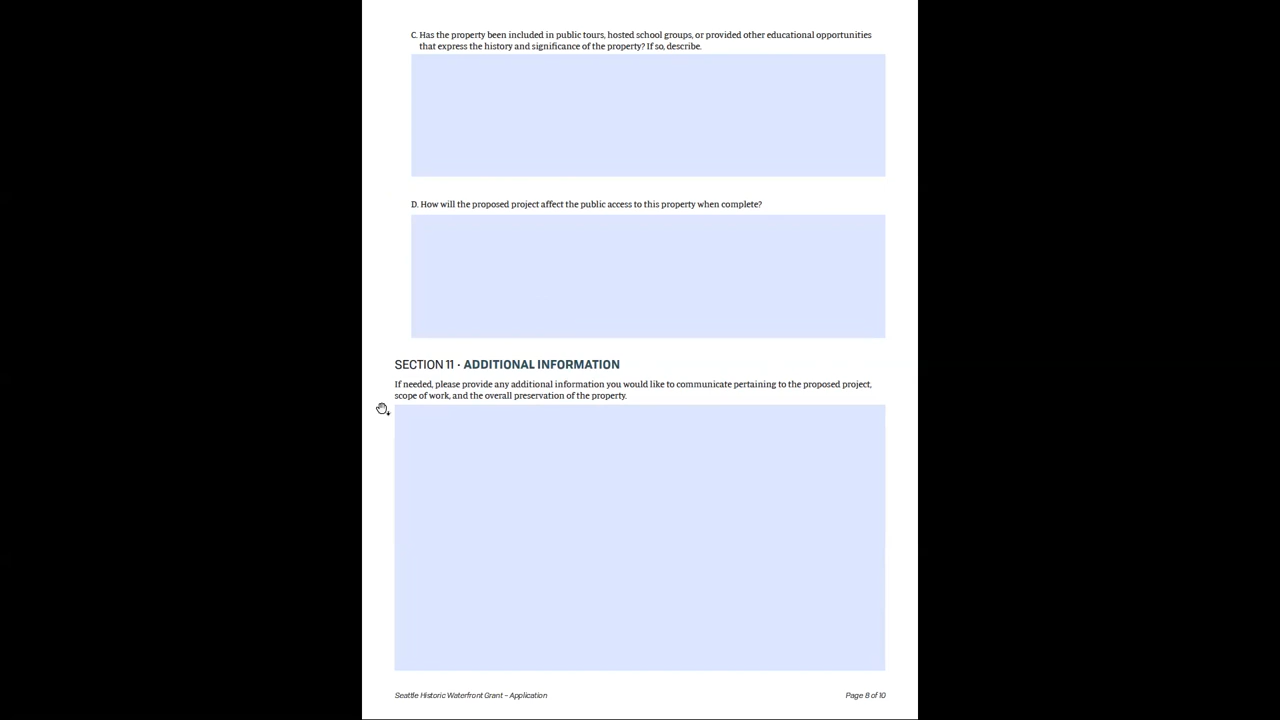 C. Has the property been included in public tours, hosted school groups, or provided other educational opportunities
that express the history and significance of the property? If so, describe.
D. How will the proposed project affect the public access to this property when complete?
SECTION 11 · ADDITIONAL INFORMATION
If needed, please provide any additional information you would like to communicate pertaining to the proposed project,
scope of work, and the overall preservation of the property.
Seattle Historic Waterfront Grant – Application
Page 8 of 10